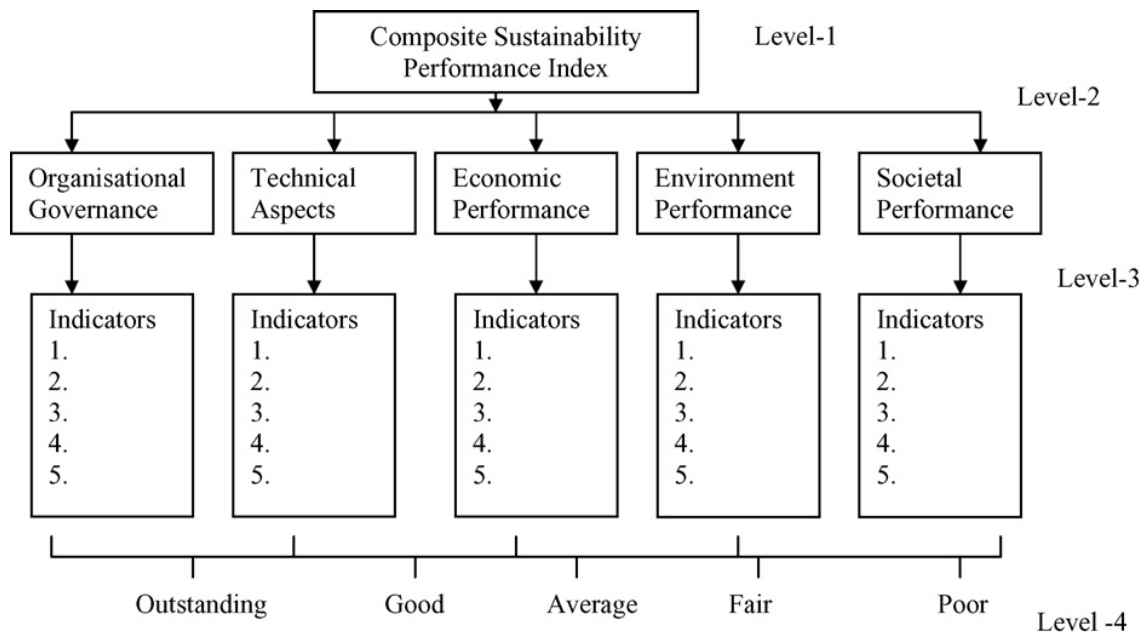 Composite Sustainability
Performance Index
Level-1
Level-2
Organisational
Governance
Technical
Aspects
Economic
Performance
Environment
Performance
Societal
Performance
Level-3
Indicators
1.
2.
3.
4.
5.
Indicators
1.
2.
3.
4.
5.
Indicators
1.
2.
3.
4.
5.
Indicators
1.
2.
3.
4.
5.
Indicators
1.
2.
3.
4.
5.
Outstanding
Good
Average
Fair
Poor
Level -4